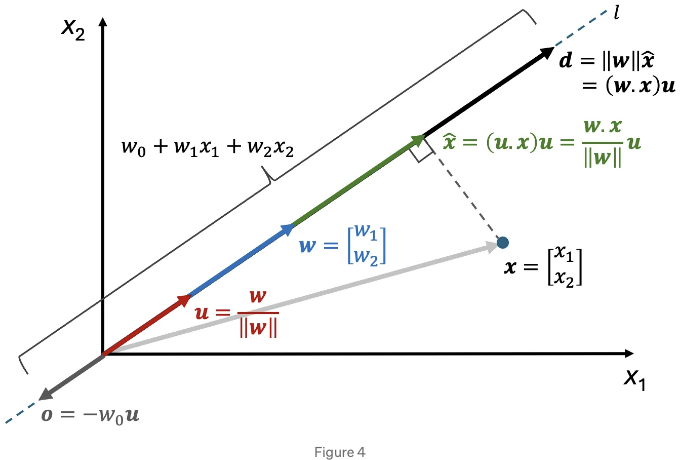 l
X₂
d = ‖w‖x̂
= (w.x)u
w₀ + w₁x₁ + w₂x₂
x̂ = (u.x)u = w.x/‖w‖ u
w = [w₁ w₂]
x = [x₁ x₂]
u = w/‖w‖
X₁
o = −w₀u
Figure 4